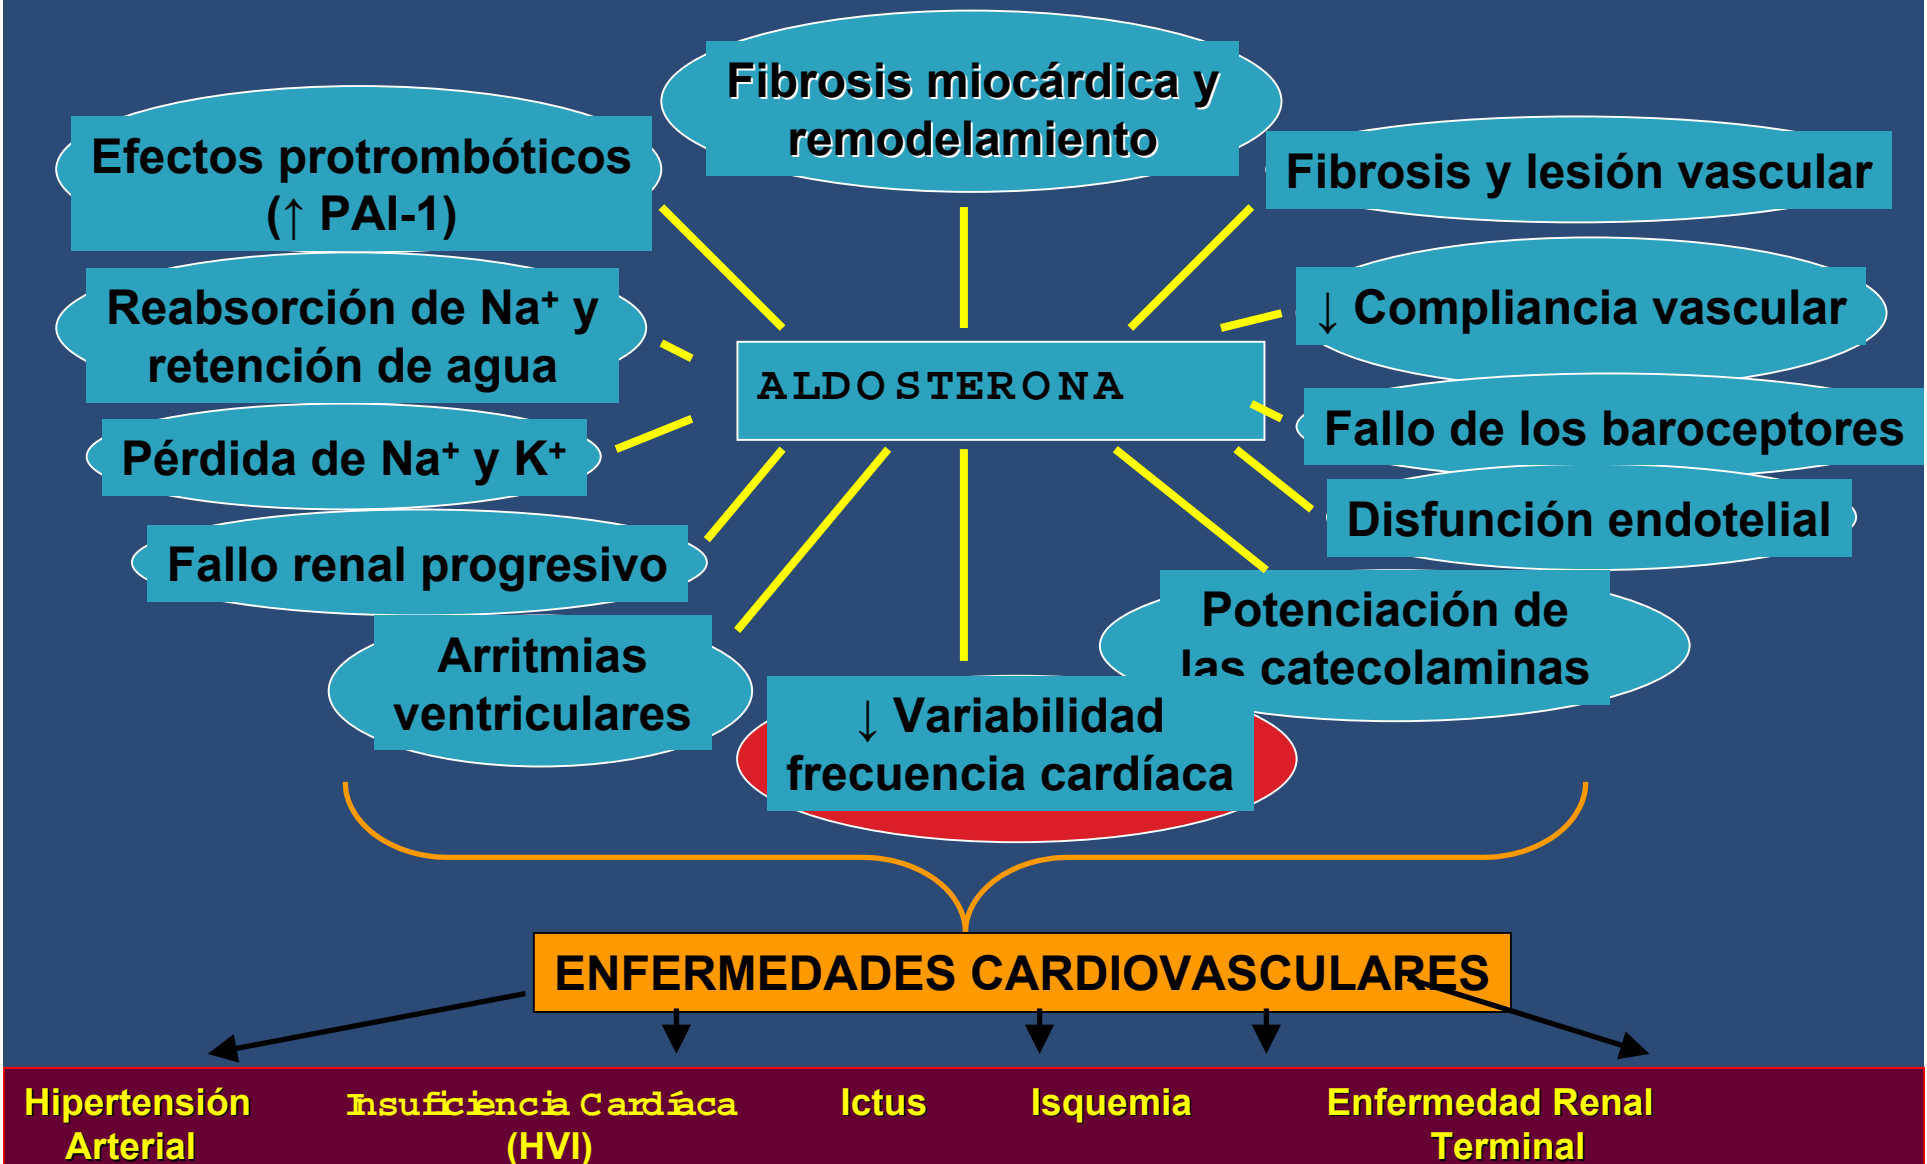 Fibrosis miocárdica y
remodelamiento
Efectos protrombóticos
(↑ PAI-1)
Fibrosis y lesión vascular
Reabsorción de Na⁺ y
retención de agua
↓ Compliancia vascular
ALDOSTERONA
Pérdida de Na⁺ y K⁺
Fallo de los baroceptores
Disfunción endotelial
Fallo renal progresivo
Potenciación de
las catecolaminas
Arritmias
ventriculares
↓ Variabilidad
frecuencia cardíaca
ENFERMEDADES CARDIOVASCULARES
Hipertensión
Arterial
Insuficiencia Cardíaca
(HVI)
Ictus
Isquemia
Enfermedad Renal
Terminal